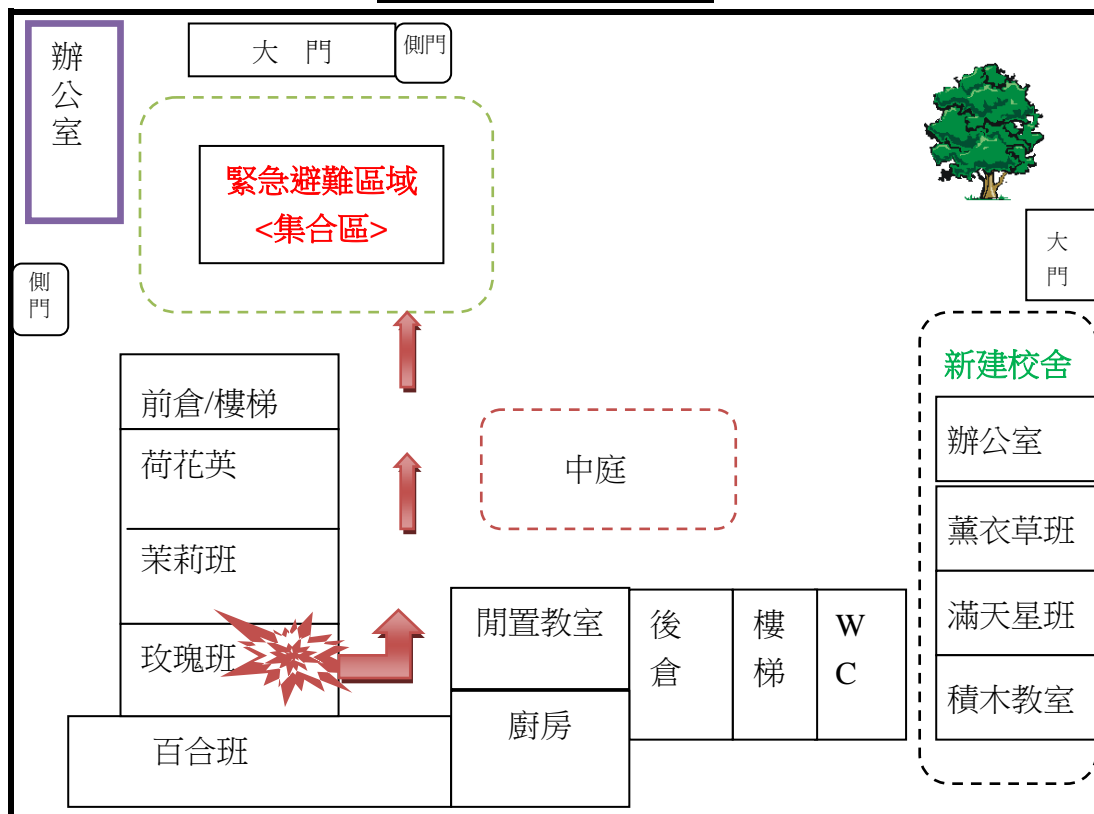 辦公室
大 門
側門
緊急避難區域
<集合區>
大門
側門
新建校舍
前倉/樓梯
荷花英
茉莉班
玫瑰班
百合班
中庭
閒置教室
廚房
後倉
樓梯
WC
辦公室
薰衣草班
滿天星班
積木教室